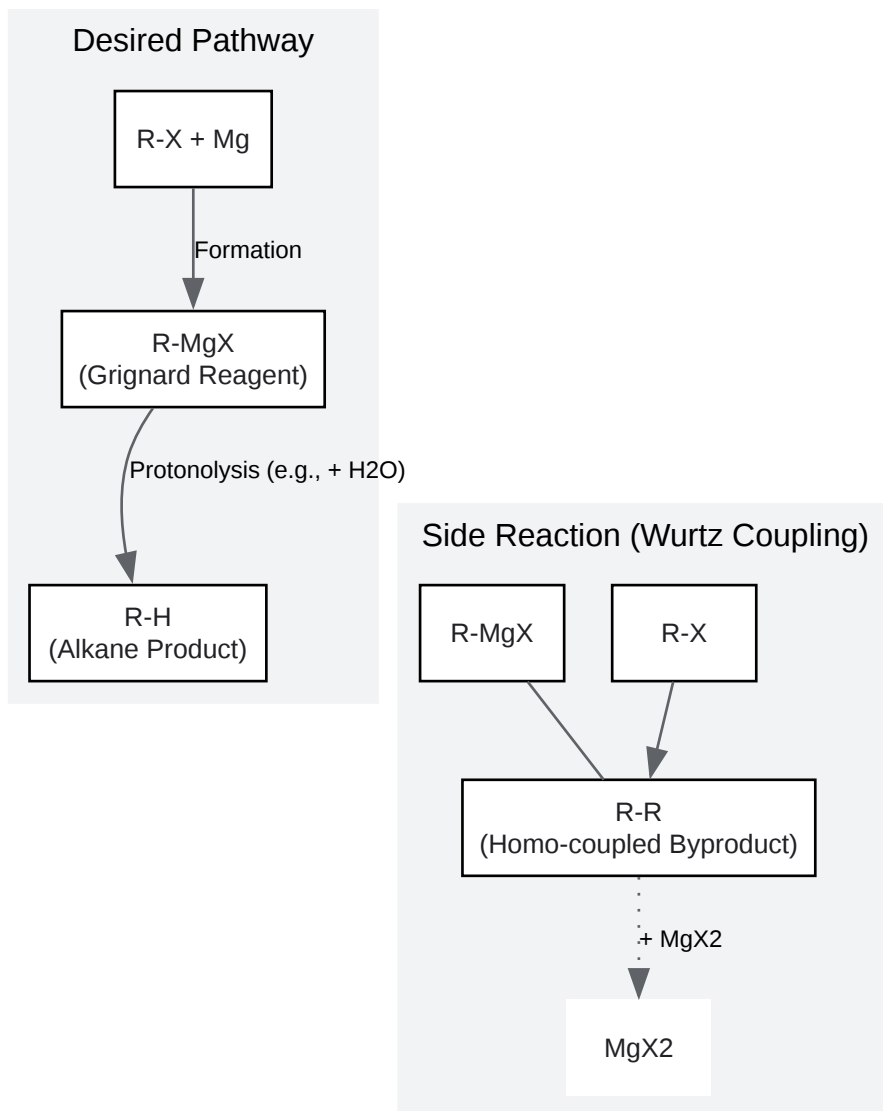 Desired Pathway
R-X + Mg
Formation
R-MgX
(Grignard Reagent)
Protonolysis (e.g., + H2O)
R-H
(Alkane Product)
Side Reaction (Wurtz Coupling)
R-MgX
R-X
R-R
(Homo-coupled Byproduct)
+ MgX2
MgX2